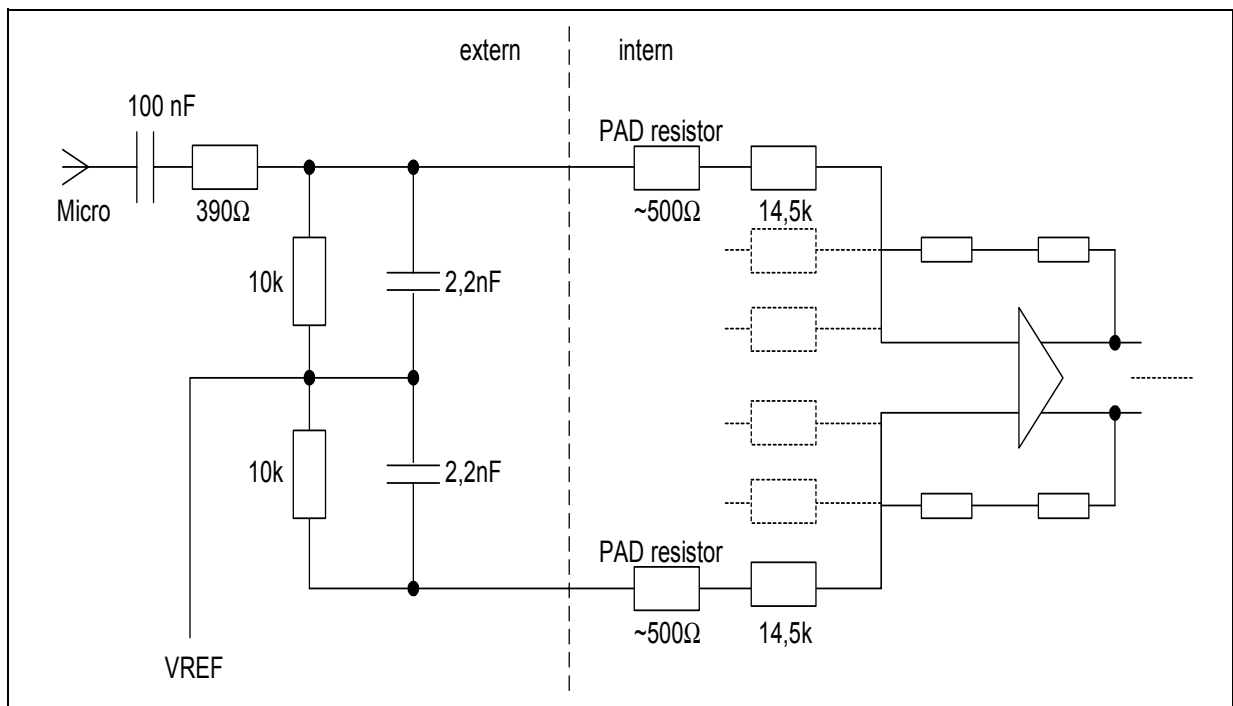 extern
intern
100 nF
PAD resistor
Micro
390Ω
~500Ω
14,5k
10k
2,2nF
10k
2,2nF
PAD resistor
~500Ω
14,5k
VREF